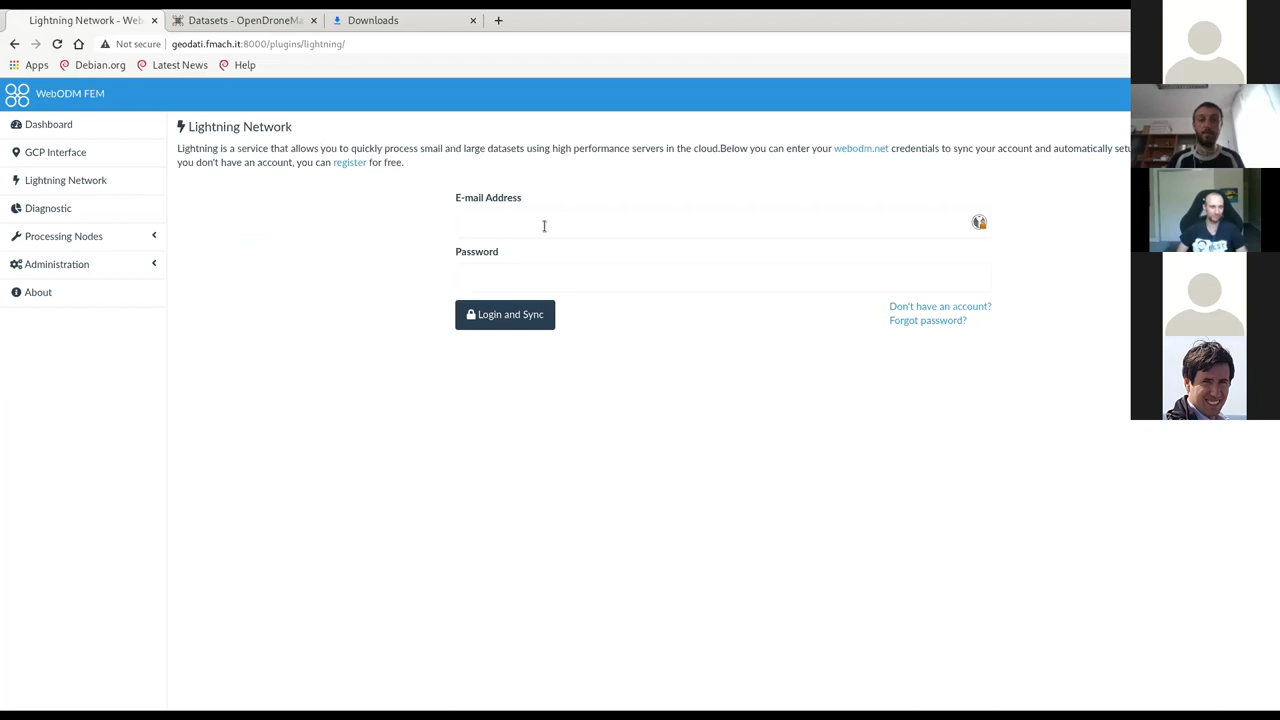 Lightning Network - Web
Datasets - OpenDroneMa
Downloads
Not secure
geodati.fmach.it:8000/plugins/lightning/
Apps
Debian.org
Latest News
Help
WebODM FEM
Dashboard
GCP Interface
Lightning Network
Diagnostic
Processing Nodes
Administration
About
Lightning Network
Lightning is a service that allows you to quickly process small and large datasets using high performance servers in the cloud.Below you can enter your webodm.net credentials to sync your account and automatically setu
you don't have an account, you can register for free.
E-mail Address
Password
Login and Sync
Don't have an account?
Forgot password?